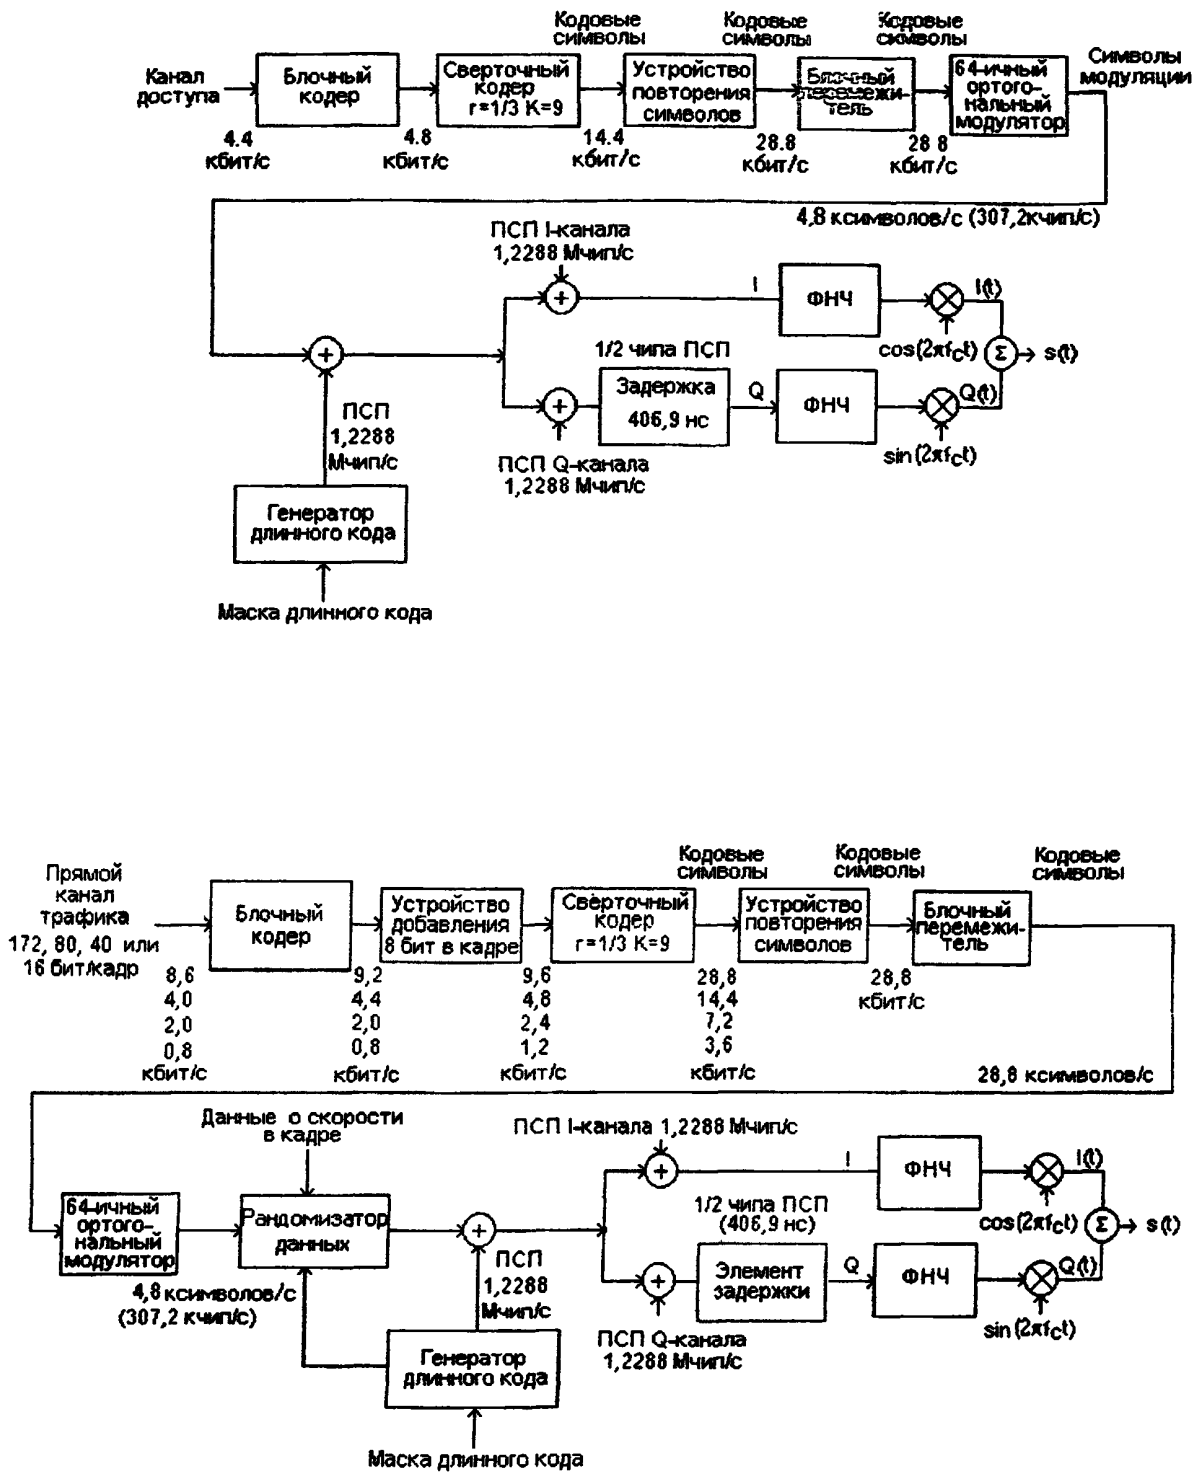 Кодовые символы
Кодовые символы
Кодовые символы
Символы модуляции
Канал доступа
Блочный кодер
Сверточный кодер r=1/3 K=9
Устройство повторения символов
Блочный перемежи-тель
64-ичный ортого-нальный модулятор
4.4 кбит/с
4.8 кбит/с
14.4 кбит/с
28.8 кбит/с
28 8 кбит/с
4,8 ксимволов/с (307,2кчип/с)
ПСП I-канала 1,2288 Мчип/с
I
ФНЧ
I(t)
cos(2πfct)
Σ
s(t)
1/2 чипа ПСП
Задержка 406,9 нс
Q
ФНЧ
Q(t)
sin(2πfct)
ПСП Q-канала 1,2288 Мчип/с
ПСП 1,2288 Мчип/с
Генератор длинного кода
Маска длинного кода
Кодовые символы
Кодовые символы
Кодовые символы
Прямой канал трафика 172, 80, 40 или 16 бит/кадр
Блочный кодер
Устройство добавления 8 бит в кадре
Сверточный кодер r=1/3 K=9
Устройство повторения символов
Блочный перемежи-тель
8,6 4,0 2,0 0,8 кбит/с
9,2 4,4 2,0 0,8 кбит/с
9,6 4,8 2,4 1,2 кбит/с
28,8 14,4 7,2 3,6 кбит/с
28,8 кбит/с
28,8 ксимволов/с
Данные о скорости в кадре
64-ичный ортого-нальный модулятор
Рандомизатор данных
4,8 ксимволов/с (307,2 кчип/с)
ПСП 1,2288 Мчип/с
Генератор длинного кода
Маска длинного кода
ПСП I-канала 1,2288 Мчип/с
I
ФНЧ
I(t)
cos(2πfct)
Σ
s(t)
1/2 чипа ПСП (406,9 нс)
Элемент задержки
Q
ФНЧ
Q(t)
sin(2πfct)
ПСП Q-канала 1,2288 Мчип/с